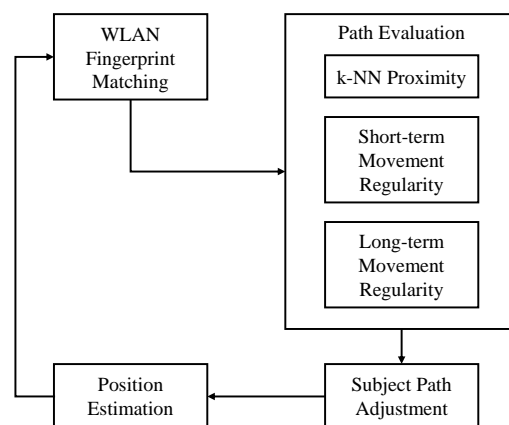 WLAN
Fingerprint
Matching
Path Evaluation
k-NN Proximity
Short-term
Movement
Regularity
Long-term
Movement
Regularity
Position
Estimation
Subject Path
Adjustment